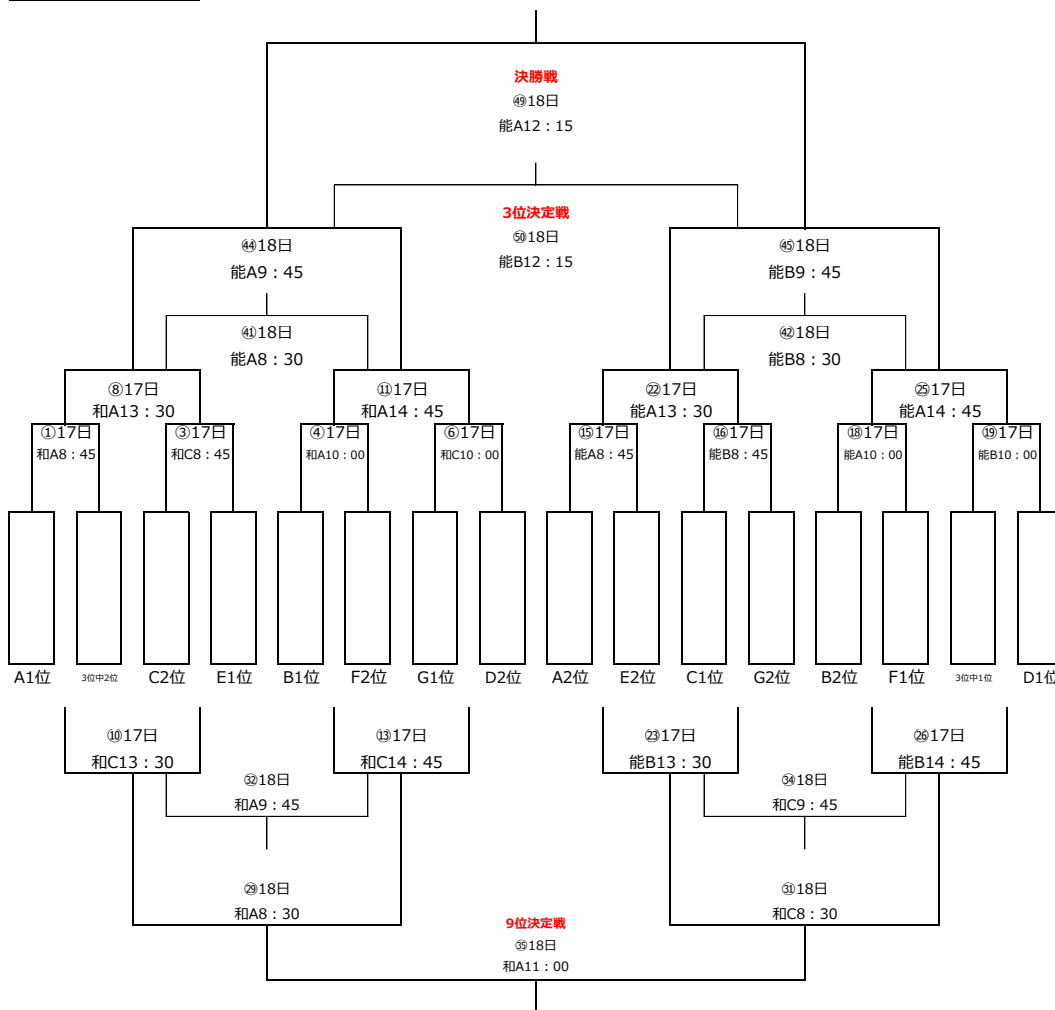 決勝戦
㊾18日
能A12：15
3位決定戦
㊿18日
能B12：15
㊹18日
能A9：45
㊺18日
能B9：45
㊶18日
能A8：30
㊷18日
能B8：30
⑧17日
和A13：30
⑪17日
和A14：45
㉒17日
能A13：30
㉕17日
能A14：45
①17日
和A8：45
③17日
和C8：45
④17日
和A10：00
⑥17日
和C10：00
⑮17日
能A8：45
⑯17日
能B8：45
⑱17日
能A10：00
⑲17日
能B10：00
A1位
3位中2位
C2位
E1位
B1位
F2位
G1位
D2位
A2位
E2位
C1位
G2位
B2位
F1位
3位中1位
D1位
⑩17日
和C13：30
⑬17日
和C14：45
㉓17日
能B13：30
㉖17日
能B14：45
㉜18日
和A9：45
㉞18日
和C9：45
㉙18日
和A8：30
㉛18日
和C8：30
9位決定戦
㉟18日
和A11：00